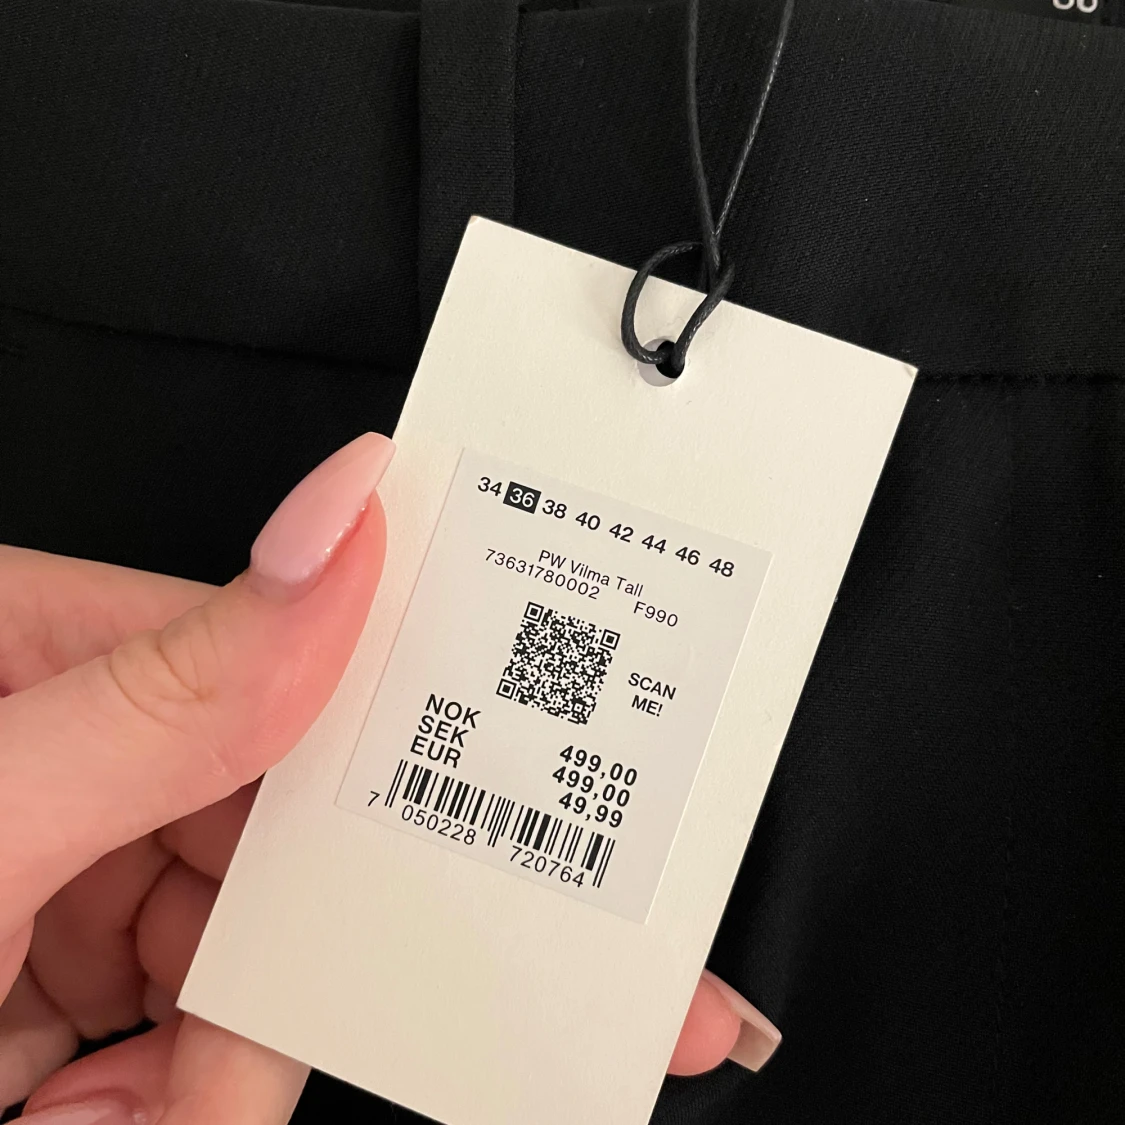 34 36 38 40 42 44 46 48
PW Vilma Tall
73631780002 F990
SCAN
ME!
NOK 499,00
SEK 499,00
EUR 49,99
7 050228 720764